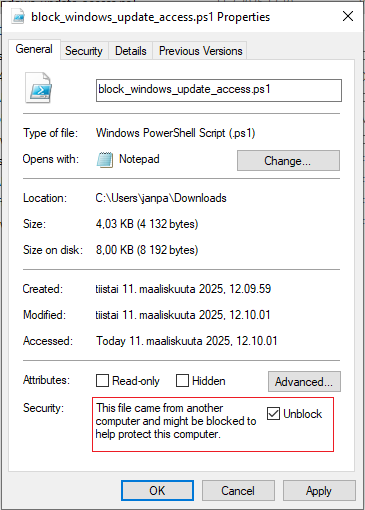 block_windows_update_access.ps1 Properties
General Security Details Previous Versions
block_windows_update_access.ps1
Type of file: Windows PowerShell Script (.ps1)
Opens with: Notepad Change...
Location: C:\Users\janpa\Downloads
Size: 4,03 KB (4 132 bytes)
Size on disk: 8,00 KB (8 192 bytes)
Created: tiistai 11. maaliskuuta 2025, 12.09.59
Modified: tiistai 11. maaliskuuta 2025, 12.10.01
Accessed: Today 11. maaliskuuta 2025, 12.10.01
Attributes: Read-only Hidden Advanced...
Security: This file came from another
computer and might be blocked to
help protect this computer.
Unblock
OK Cancel Apply